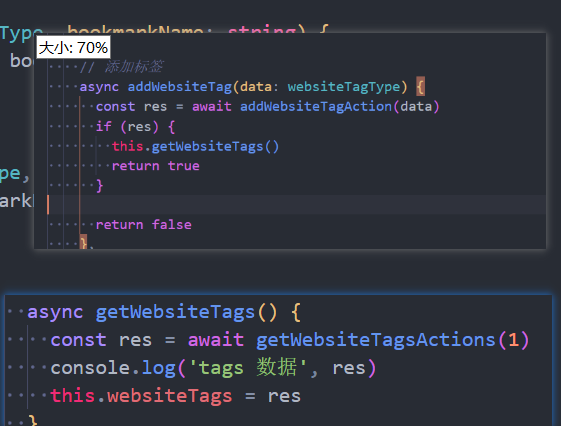 Type, bookmarkName: string) {
大小: 70%
boo
// 添加标签
async addWebsiteTag(data: websiteTagType) {
const res = await addWebsiteTagAction(data)
if (res) {
this.getWebsiteTags()
return true
}
pe,
ark
return false
},
async getWebsiteTags() {
const res = await getWebsiteTagsActions(1)
console.log('tags 数据', res)
this.websiteTags = res
}